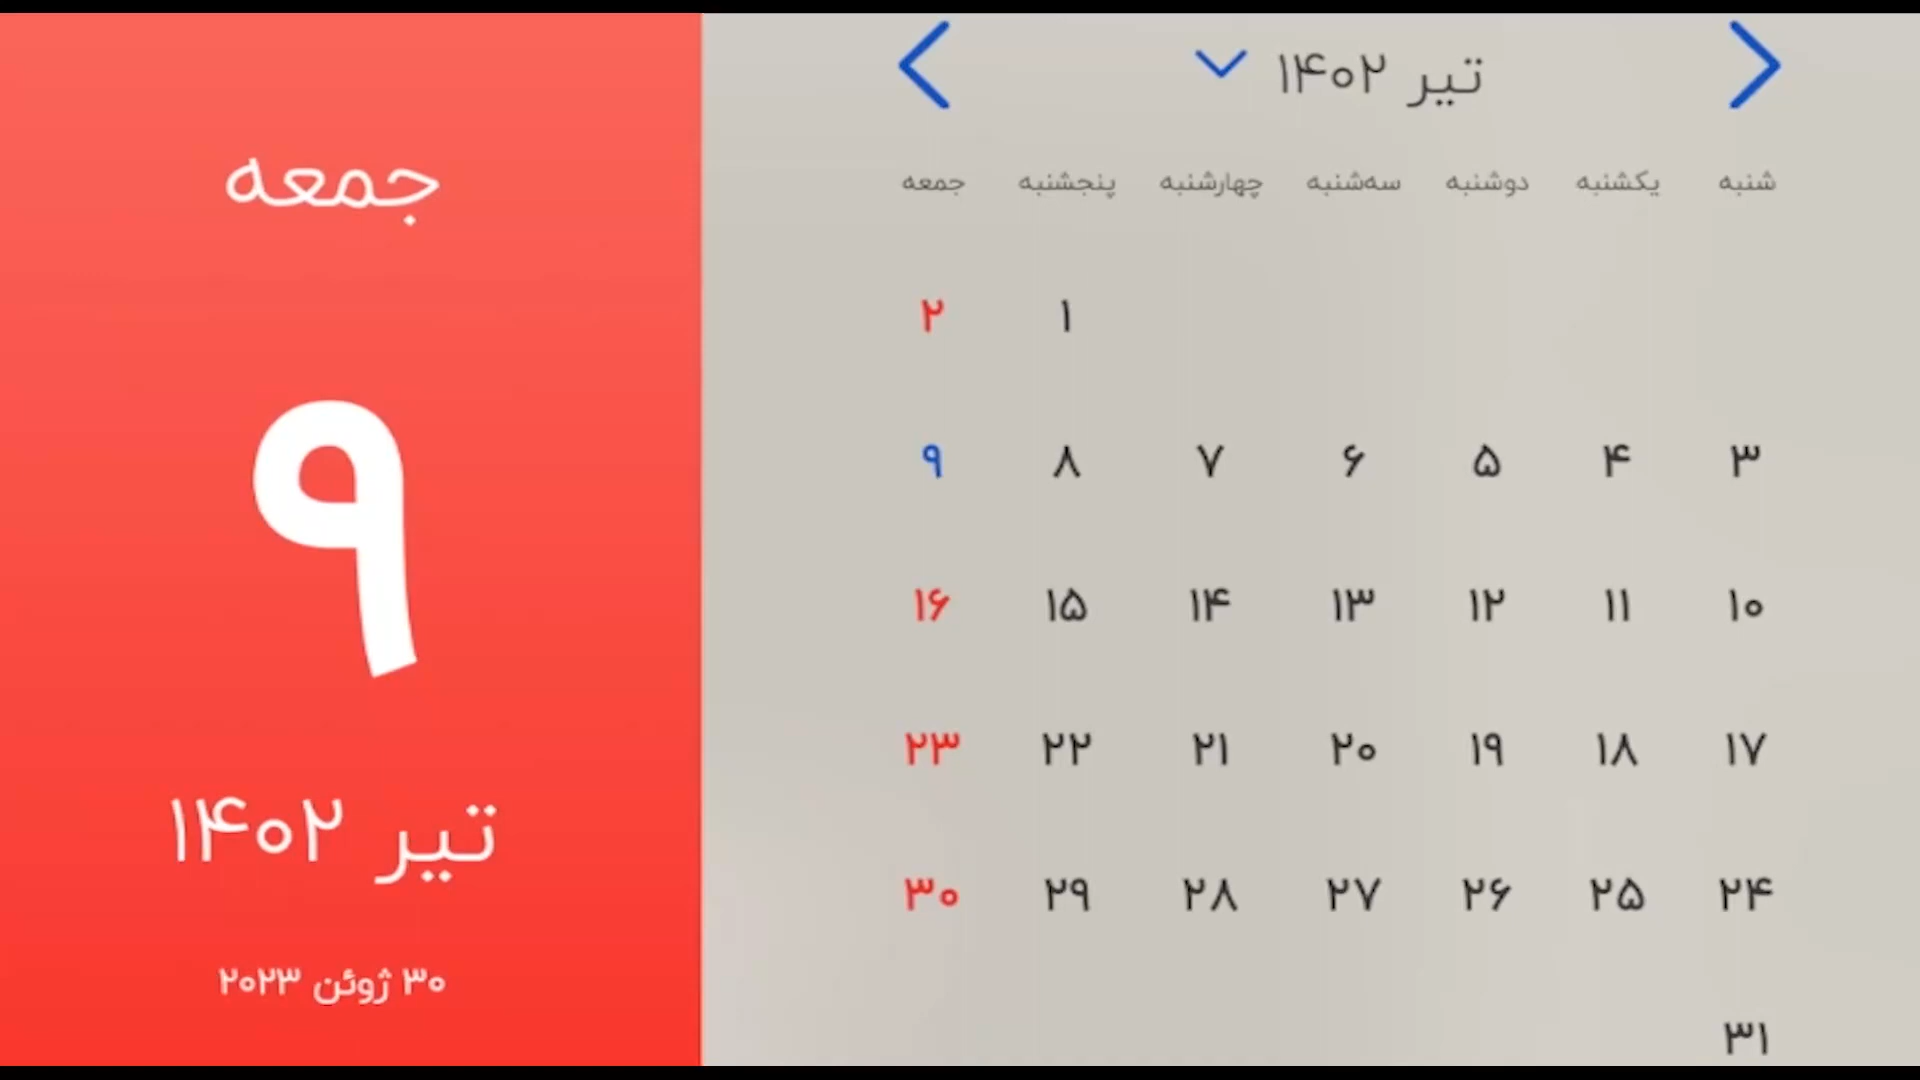 جمعه
۹
تیر ۱۴۰۲
۳۰ ژوئن ۲۰۲۳
تیر ۱۴۰۲
شنبه یکشنبه دوشنبه سه‌شنبه چهارشنبه پنجشنبه جمعه
۱ ۲
۳ ۴ ۵ ۶ ۷ ۸ ۹
۱۰ ۱۱ ۱۲ ۱۳ ۱۴ ۱۵ ۱۶
۱۷ ۱۸ ۱۹ ۲۰ ۲۱ ۲۲ ۲۳
۲۴ ۲۵ ۲۶ ۲۷ ۲۸ ۲۹ ۳۰
۳۱